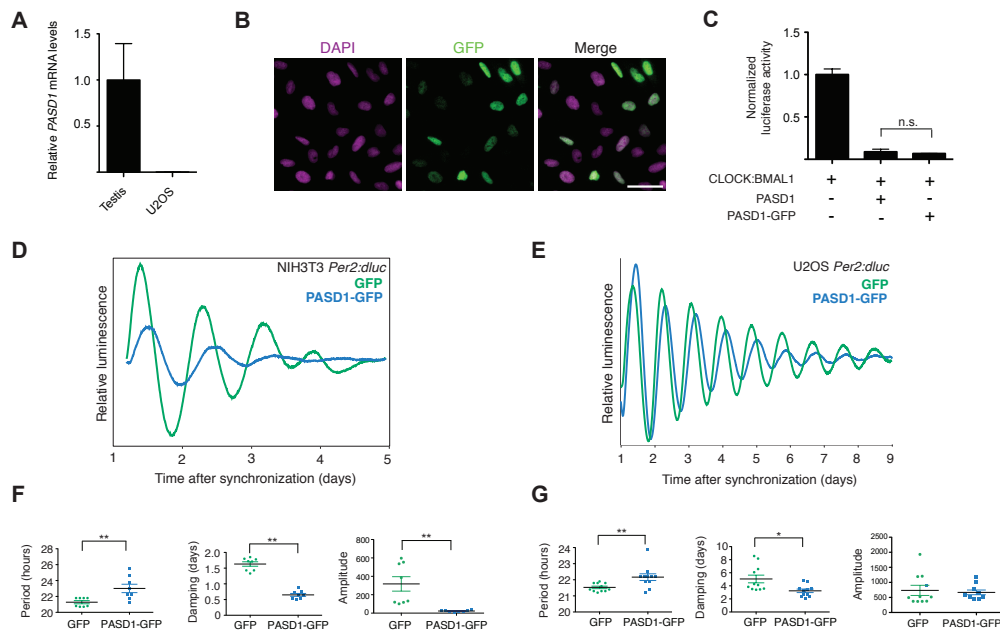 A
Relative PASD1 mRNA levels
1.5
1.0
0.5
Testis
U2OS
B
DAPI
GFP
Merge
C
Normalized
luciferase activity
1.0
0.5
n.s.
CLOCK:BMAL1 + + +
PASD1 - + -
PASD1-GFP - - +
D
Relative luminescence
NIH3T3 Per2:dluc
GFP
PASD1-GFP
1 2 3 4 5
Time after synchronization (days)
E
Relative luminescence
U2OS Per2:dluc
GFP
PASD1-GFP
1 2 3 4 5 6 7 8 9
Time after synchronization (days)
F
Period (hours)
28
26
24
22
20
**
GFP PASD1-GFP
Damping (days)
2.0
1.5
1.0
0.5
0
**
GFP PASD1-GFP
Amplitude
800
600
400
200
0
**
GFP PASD1-GFP
G
Period (hours)
25
24
23
22
21
20
**
GFP PASD1-GFP
Damping (days)
10
8
6
4
2
0
*
GFP PASD1-GFP
Amplitude
2500
2000
1500
1000
500
0
GFP PASD1-GFP